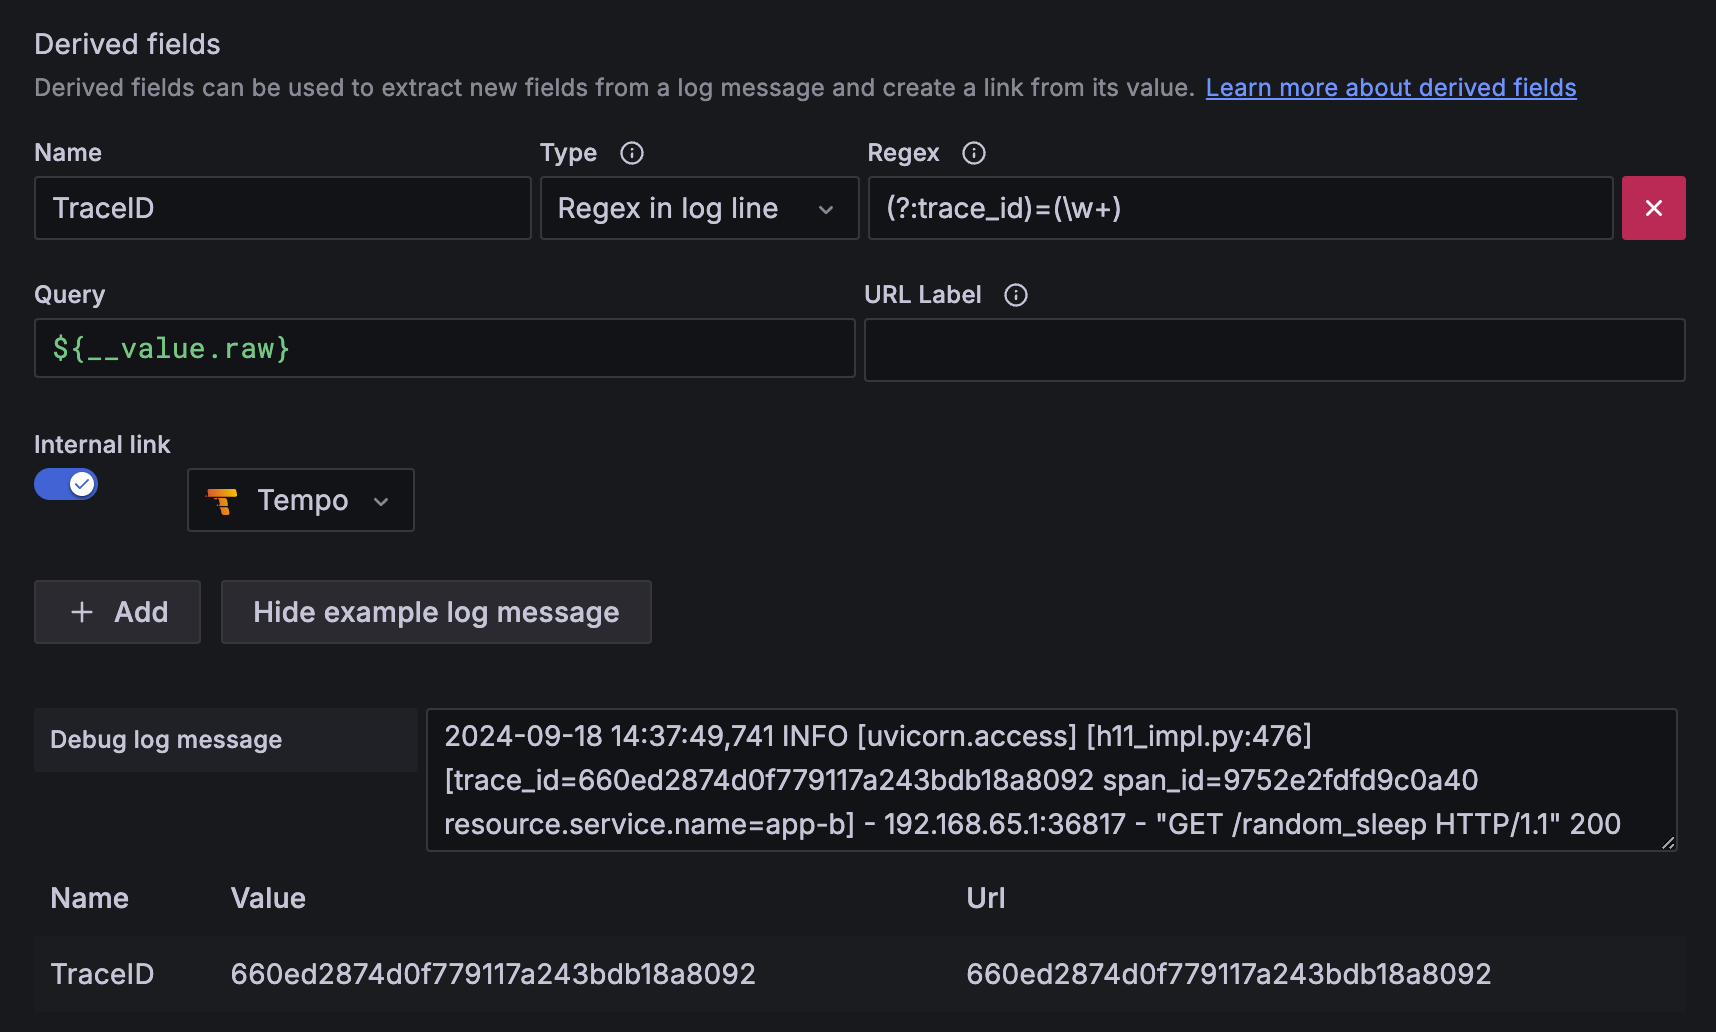 Derived fields
Derived fields can be used to extract new fields from a log message and create a link from its value. Learn more about derived fields
Name Type Regex
TraceID Regex in log line (?:trace_id)=(\w+)
Query URL Label
${__value.raw}
Internal link
Tempo
Add Hide example log message
Debug log message
2024-09-18 14:37:49,741 INFO [uvicorn.access] [h11_impl.py:476]
[trace_id=660ed2874d0f779117a243bdb18a8092 span_id=9752e2fdfd9c0a40
resource.service.name=app-b] - 192.168.65.1:36817 - "GET /random_sleep HTTP/1.1" 200
Name Value Url
TraceID 660ed2874d0f779117a243bdb18a8092 660ed2874d0f779117a243bdb18a8092